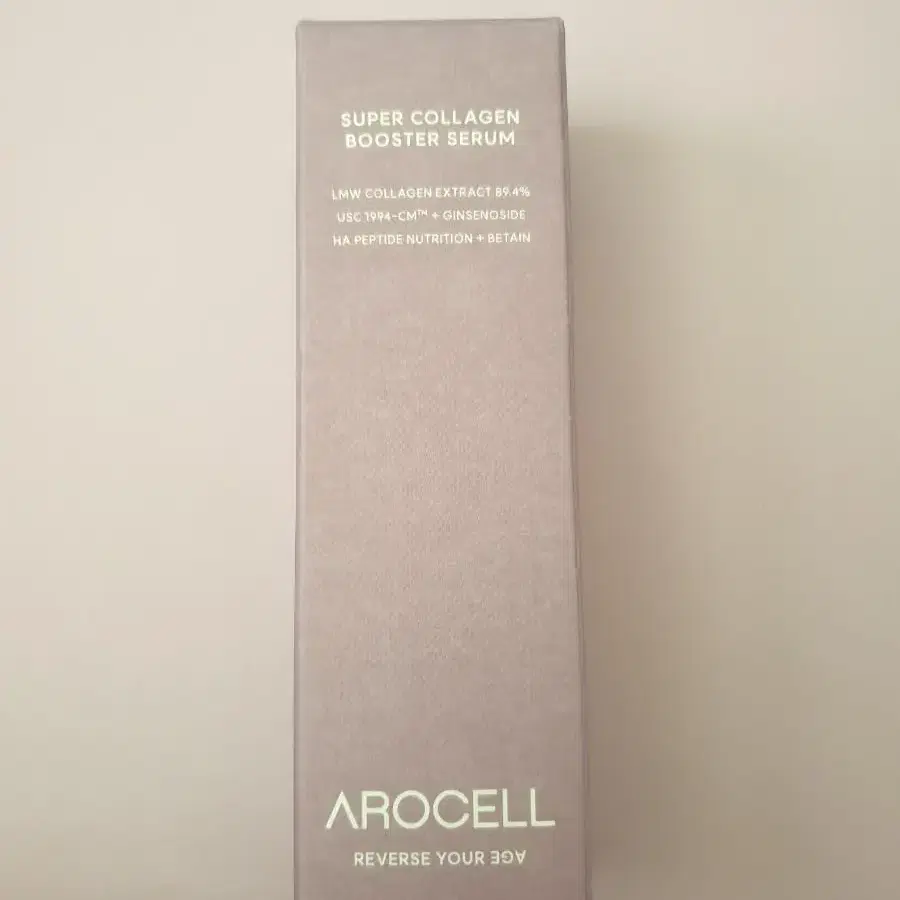 SUPER COLLAGEN
BOOSTER SERUM
LMW COLLAGEN EXTRACT 89.4%
USC 1994-CM™ + GINSENOSIDE
HA PEPTIDE NUTRITION + BETAIN
AROCELL
REVERSE YOUR AGE